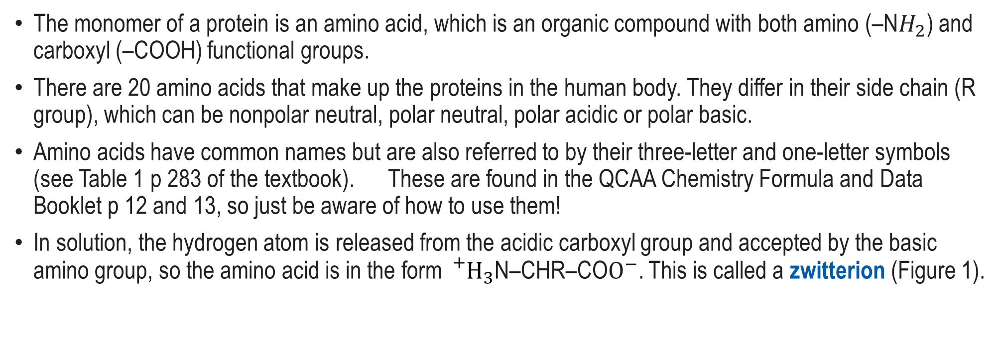 • The monomer of a protein is an amino acid, which is an organic compound with both amino (–NH₂) and
carboxyl (–COOH) functional groups.
• There are 20 amino acids that make up the proteins in the human body. They differ in their side chain (R
group), which can be nonpolar neutral, polar neutral, polar acidic or polar basic.
• Amino acids have common names but are also referred to by their three-letter and one-letter symbols
(see Table 1 p 283 of the textbook). These are found in the QCAA Chemistry Formula and Data
Booklet p 12 and 13, so just be aware of how to use them!
• In solution, the hydrogen atom is released from the acidic carboxyl group and accepted by the basic
amino group, so the amino acid is in the form ⁺H₃N–CHR–COO⁻. This is called a zwitterion (Figure 1).